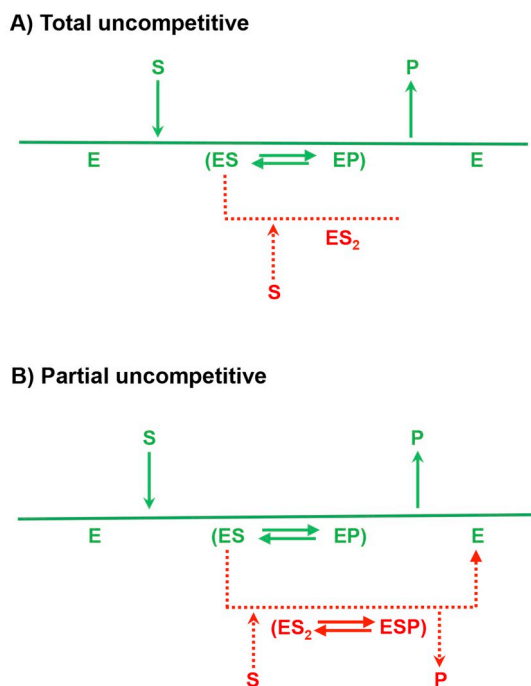 A) Total uncompetitive
S P
E (ES EP) E
ES₂
S
B) Partial uncompetitive
S P
E (ES EP) E
(ES₂ ESP)
S P